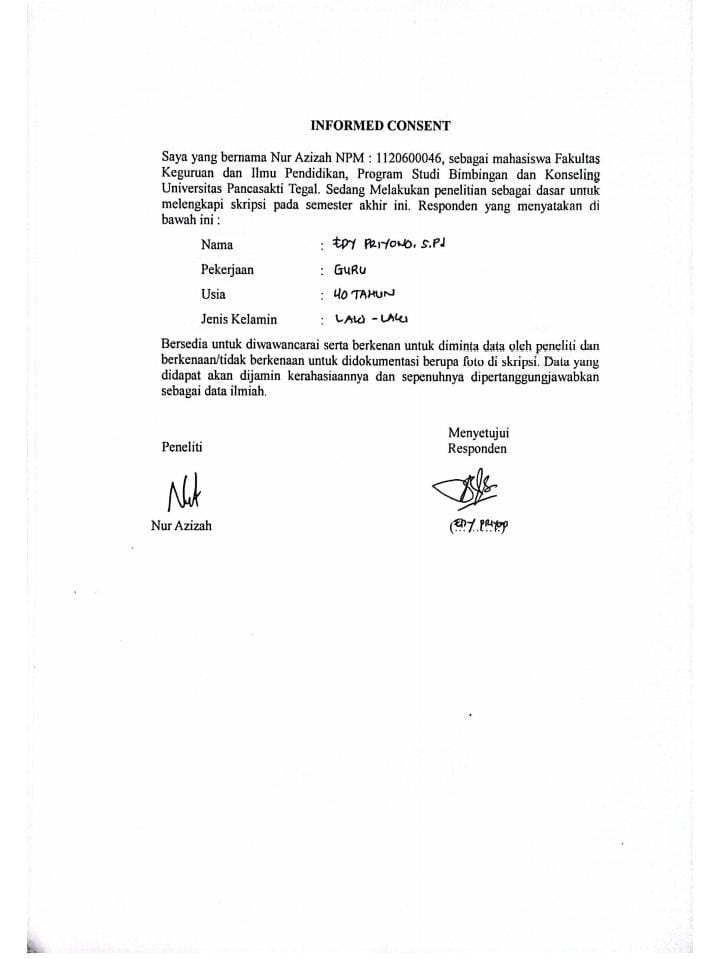 INFORMED CONSENT
Saya yang bernama Nur Azizah NPM : 1120600046, sebagai mahasiswa Fakultas
Keguruan dan Ilmu Pendidikan, Program Studi Bimbingan dan Konseling
Universitas Pancasakti Tegal. Sedang Melakukan penelitian sebagai dasar untuk
melengkapi skripsi pada semester akhir ini. Responden yang menyatakan di
bawah ini :
Nama : EDY PRIYONO, S.Pd
Pekerjaan : GURU
Usia : 40 TAHUN
Jenis Kelamin : LAKI - LAKI
Bersedia untuk diwawancarai serta berkenan untuk diminta data oleh peneliti dan
berkenaan/tidak berkenaan untuk didokumentasi berupa foto di skripsi. Data yang
didapat akan dijamin kerahasiaannya dan sepenuhnya dipertanggungjawabkan
sebagai data ilmiah.
Menyetujui
Peneliti Responden
Nur Azizah (EDY